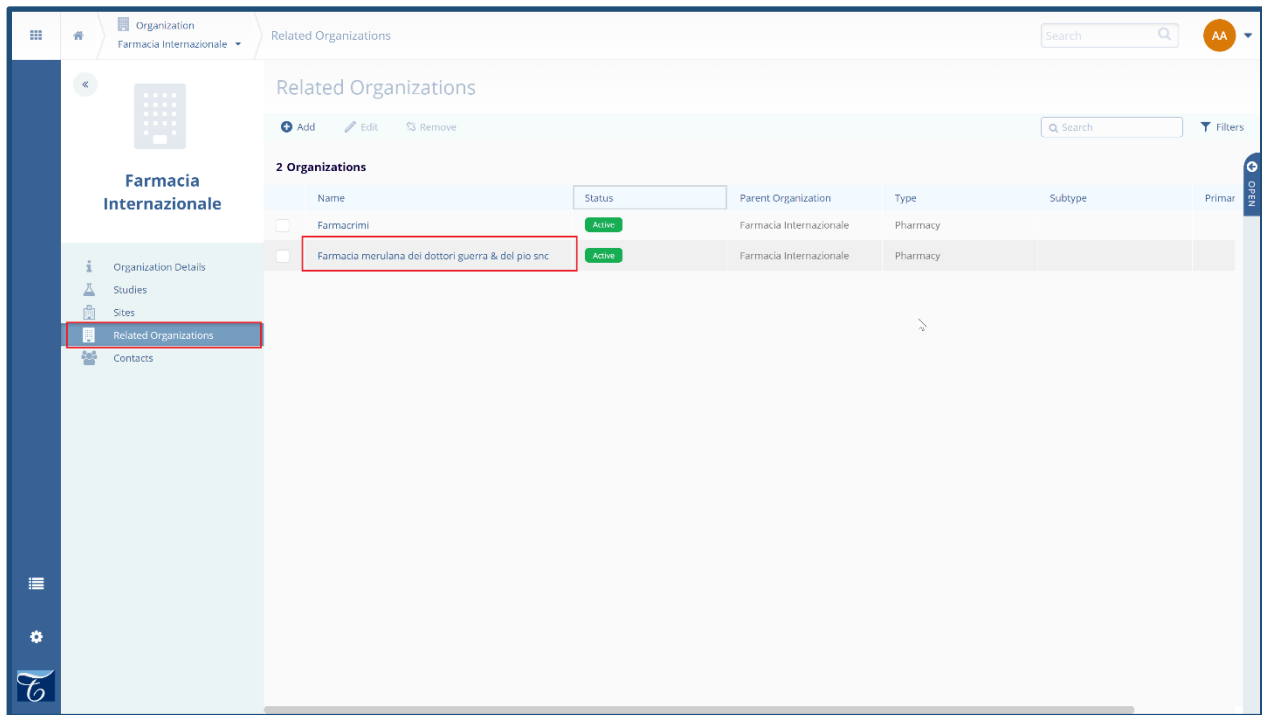 Organization
Farmacia Internazionale
Related Organizations
Search
AA
Farmacia
Internazionale
Organization Details
Studies
Sites
Related Organizations
Contacts
Related Organizations
Add Edit Remove
Search
Filters
2 Organizations
OPEN
Name Status Parent Organization Type Subtype Primar
Farmacrimi Active Farmacia Internazionale Pharmacy
Farmacia merulana dei dottori guerra & del pio snc Active Farmacia Internazionale Pharmacy